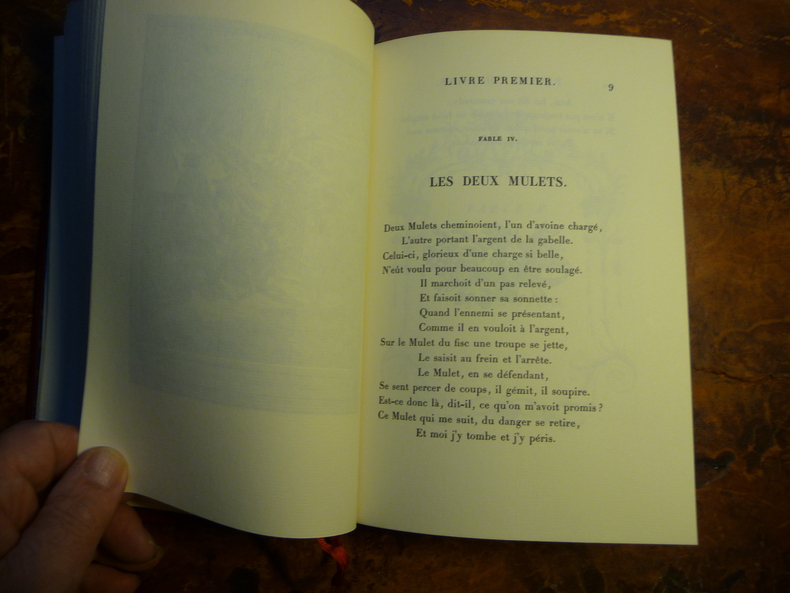 LIVRE PREMIER.
9
FABLE IV.
LES DEUX MULETS.
Deux Mulets cheminoient, l'un d'avoine chargé,
L'autre portant l'argent de la gabelle.
Celui-ci, glorieux d'une charge si belle,
N'eût voulu pour beaucoup en être soulagé.
Il marchoit d'un pas relevé,
Et faisoit sonner sa sonnette :
Quand l'ennemi se présentant,
Comme il en vouloit à l'argent,
Sur le Mulet du fisc une troupe se jette,
Le saisit au frein et l'arrête.
Le Mulet, en se défendant,
Se sent percer de coups, il gémit, il soupire.
Est-ce donc là, dit-il, ce qu'on m'avoit promis ?
Ce Mulet qui me suit, du danger se retire,
Et moi j'y tombe et j'y péris.